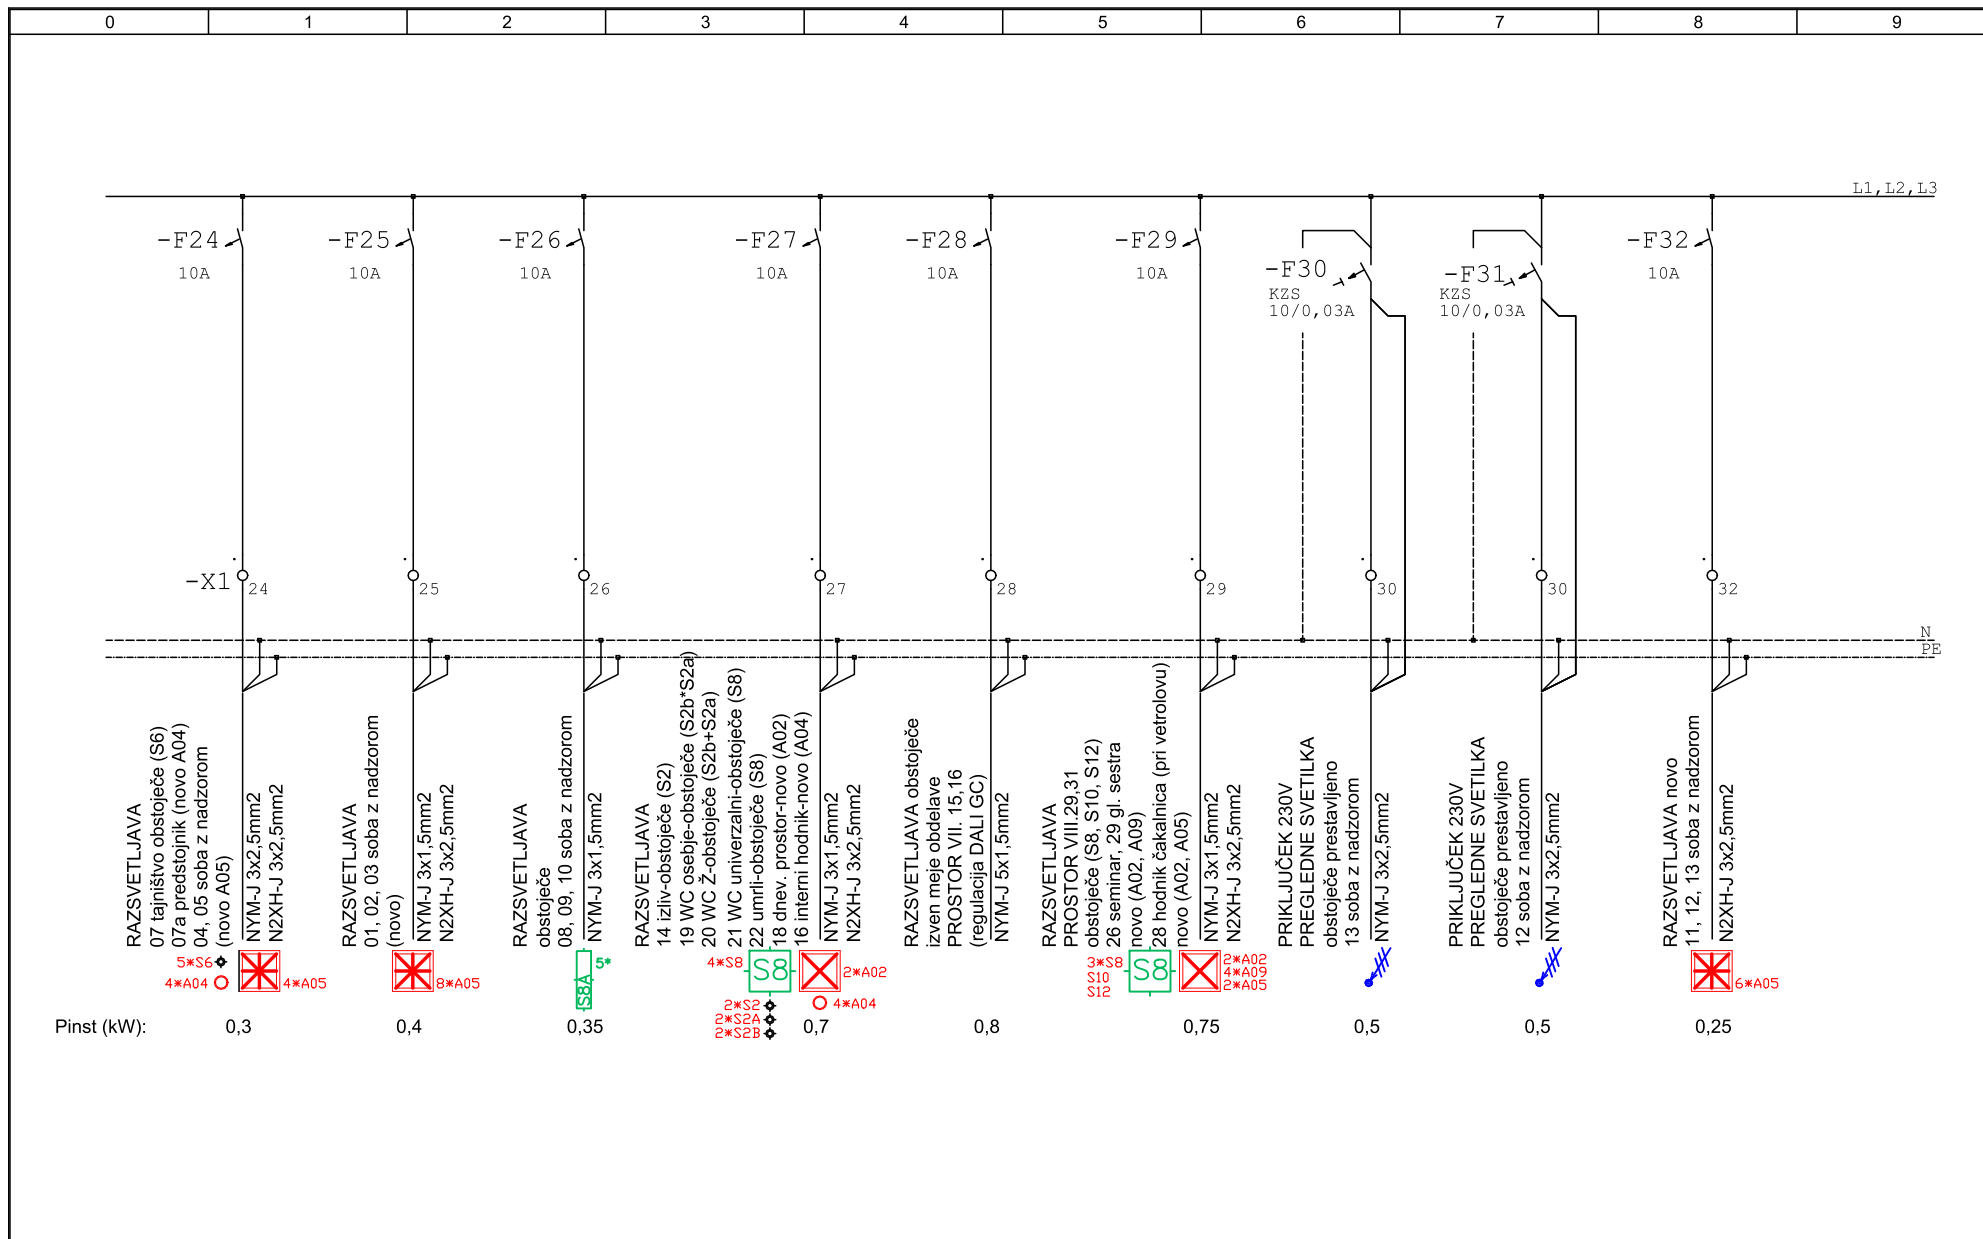 0 1 2 3 4 5 6 7 8 9
L1,L2,L3
-F24
10A
-F25
10A
-F26
10A
-F27
10A
-F28
10A
-F29
10A
-F30
KZS
10/0,03A
-F31
KZS
10/0,03A
-F32
10A
-X1
24
25
26
27
28
29
30
30
32
N
PE
RAZSVETLJAVA
07 tajništvo obstoječe (S6)
07a predstojnik (novo A04)
04, 05 soba z nadzorom
(novo A05)
NYM-J 3x2,5mm2
N2XH-J 3x2,5mm2
RAZSVETLJAVA
01, 02, 03 soba z nadzorom
(novo)
NYM-J 3x1,5mm2
N2XH-J 3x2,5mm2
RAZSVETLJAVA
obstoječe
08, 09, 10 soba z nadzorom
NYM-J 3x1,5mm2
RAZSVETLJAVA
14 izliv-obstoječe (S2)
19 WC osebje-obstoječe (S2b*S2a)
20 WC Ž-obstoječe (S2b+S2a)
21 WC univerzalni-obstoječe (S8)
22 umrli-obstoječe (S8)
18 dnev. prostor-novo (A02)
16 interni hodnik-novo (A04)
NYM-J 3x1,5mm2
N2XH-J 3x2,5mm2
RAZSVETLJAVA obstoječe
izven meje obdelave
PROSTOR VII. 15,16
(regulacija DALI GC)
NYM-J 5x1,5mm2
RAZSVETLJAVA
PROSTOR VIII.29,31
obstoječe (S8, S10, S12)
26 seminar, 29 gl. sestra
novo (A02, A09)
28 hodnik čakalnica (pri vetrolovu)
novo (A02, A05)
NYM-J 3x1,5mm2
N2XH-J 3x2,5mm2
PRIKLJUČEK 230V
PREGLEDNE SVETILKA
obstoječe prestavljeno
13 soba z nadzorom
NYM-J 3x2,5mm2
PRIKLJUČEK 230V
PREGLEDNE SVETILKA
obstoječe prestavljeno
12 soba z nadzorom
NYM-J 3x2,5mm2
RAZSVETLJAVA novo
11, 12, 13 soba z nadzorom
N2XH-J 3x2,5mm2
5*S6
4*A04
4*A05
8*A05
S8A
5*
4*S8
S8
2*A02
2*S2
2*S2A
2*S2B
4*A04
3*S8
S10
S12
S8
2*A02
4*A09
2*A05
6*A05
Pinst (kW): 0,3 0,4 0,35 0,7 0,8 0,75 0,5 0,5 0,25